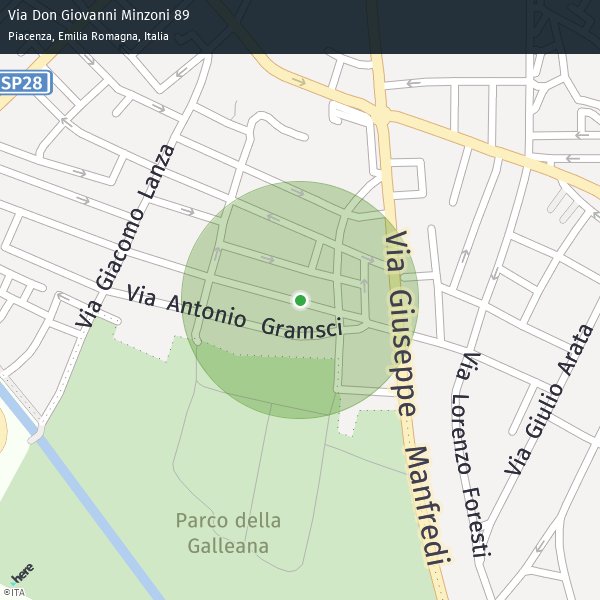 Via Don Giovanni Minzoni 89
Piacenza, Emilia Romagna, Italia
SP28
Via Giacomo Lanza
Via Antonio Gramsci
Via Giuseppe Manfredi
Via Lorenzo Foresti
Via Giulio Arata
Parco della
Galleana
here
©ITA